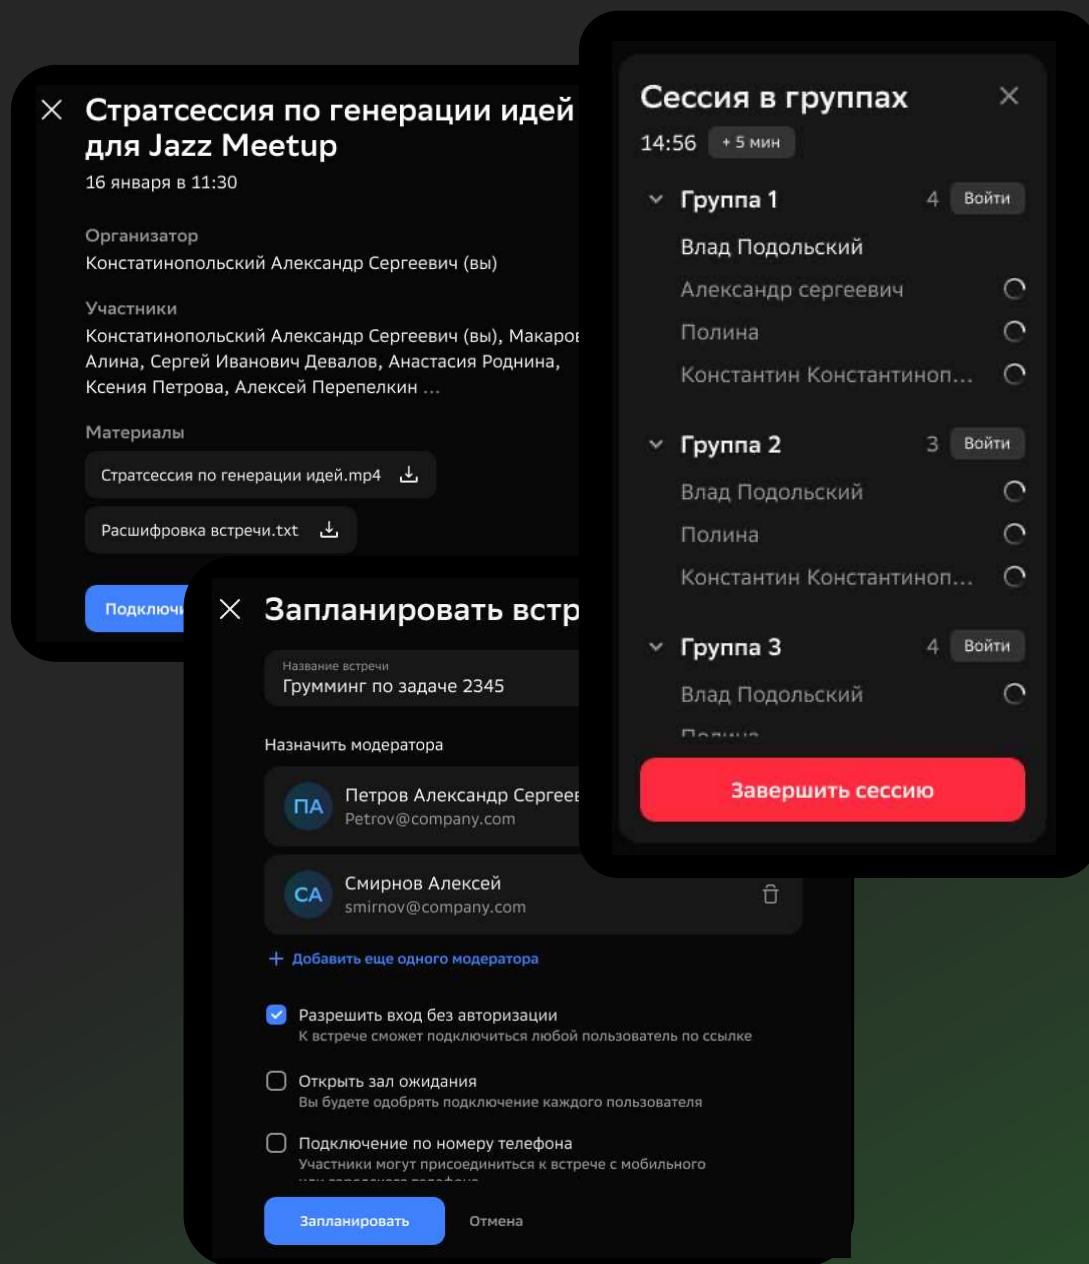 Стратсессия по генерации идей
для Jazz Meetup
16 января в 11:30
Организатор
Констатинопольский Александр Сергеевич (вы)
Участники
Констатинопольский Александр Сергеевич (вы), Макаров
Алина, Сергей Иванович Девалов, Анастасия Роднина,
Ксения Петрова, Алексей Перепелкин ...
Материалы
Стратсессия по генерации идей.mp4
Расшифровка встречи.txt
Подключи
Запланировать встр
Название встречи
Грумминг по задаче 2345
Назначить модератора
ПА
Петров Александр Сергеев
Petrov@company.com
СА
Смирнов Алексей
smirnov@company.com
+ Добавить еще одного модератора
Разрешить вход без авторизации
К встрече сможет подключиться любой пользователь по ссылке
Открыть зал ожидания
Вы будете одобрять подключение каждого пользователя
Подключение по номеру телефона
Участники могут присоединиться к встрече с мобильного
Запланировать Отмена
Сессия в группах
14:56 + 5 мин
Группа 1 4 Войти
Влад Подольский
Александр сергеевич
Полина
Константин Константиноп...
Группа 2 3 Войти
Влад Подольский
Полина
Константин Константиноп...
Группа 3 4 Войти
Влад Подольский
Завершить сессию